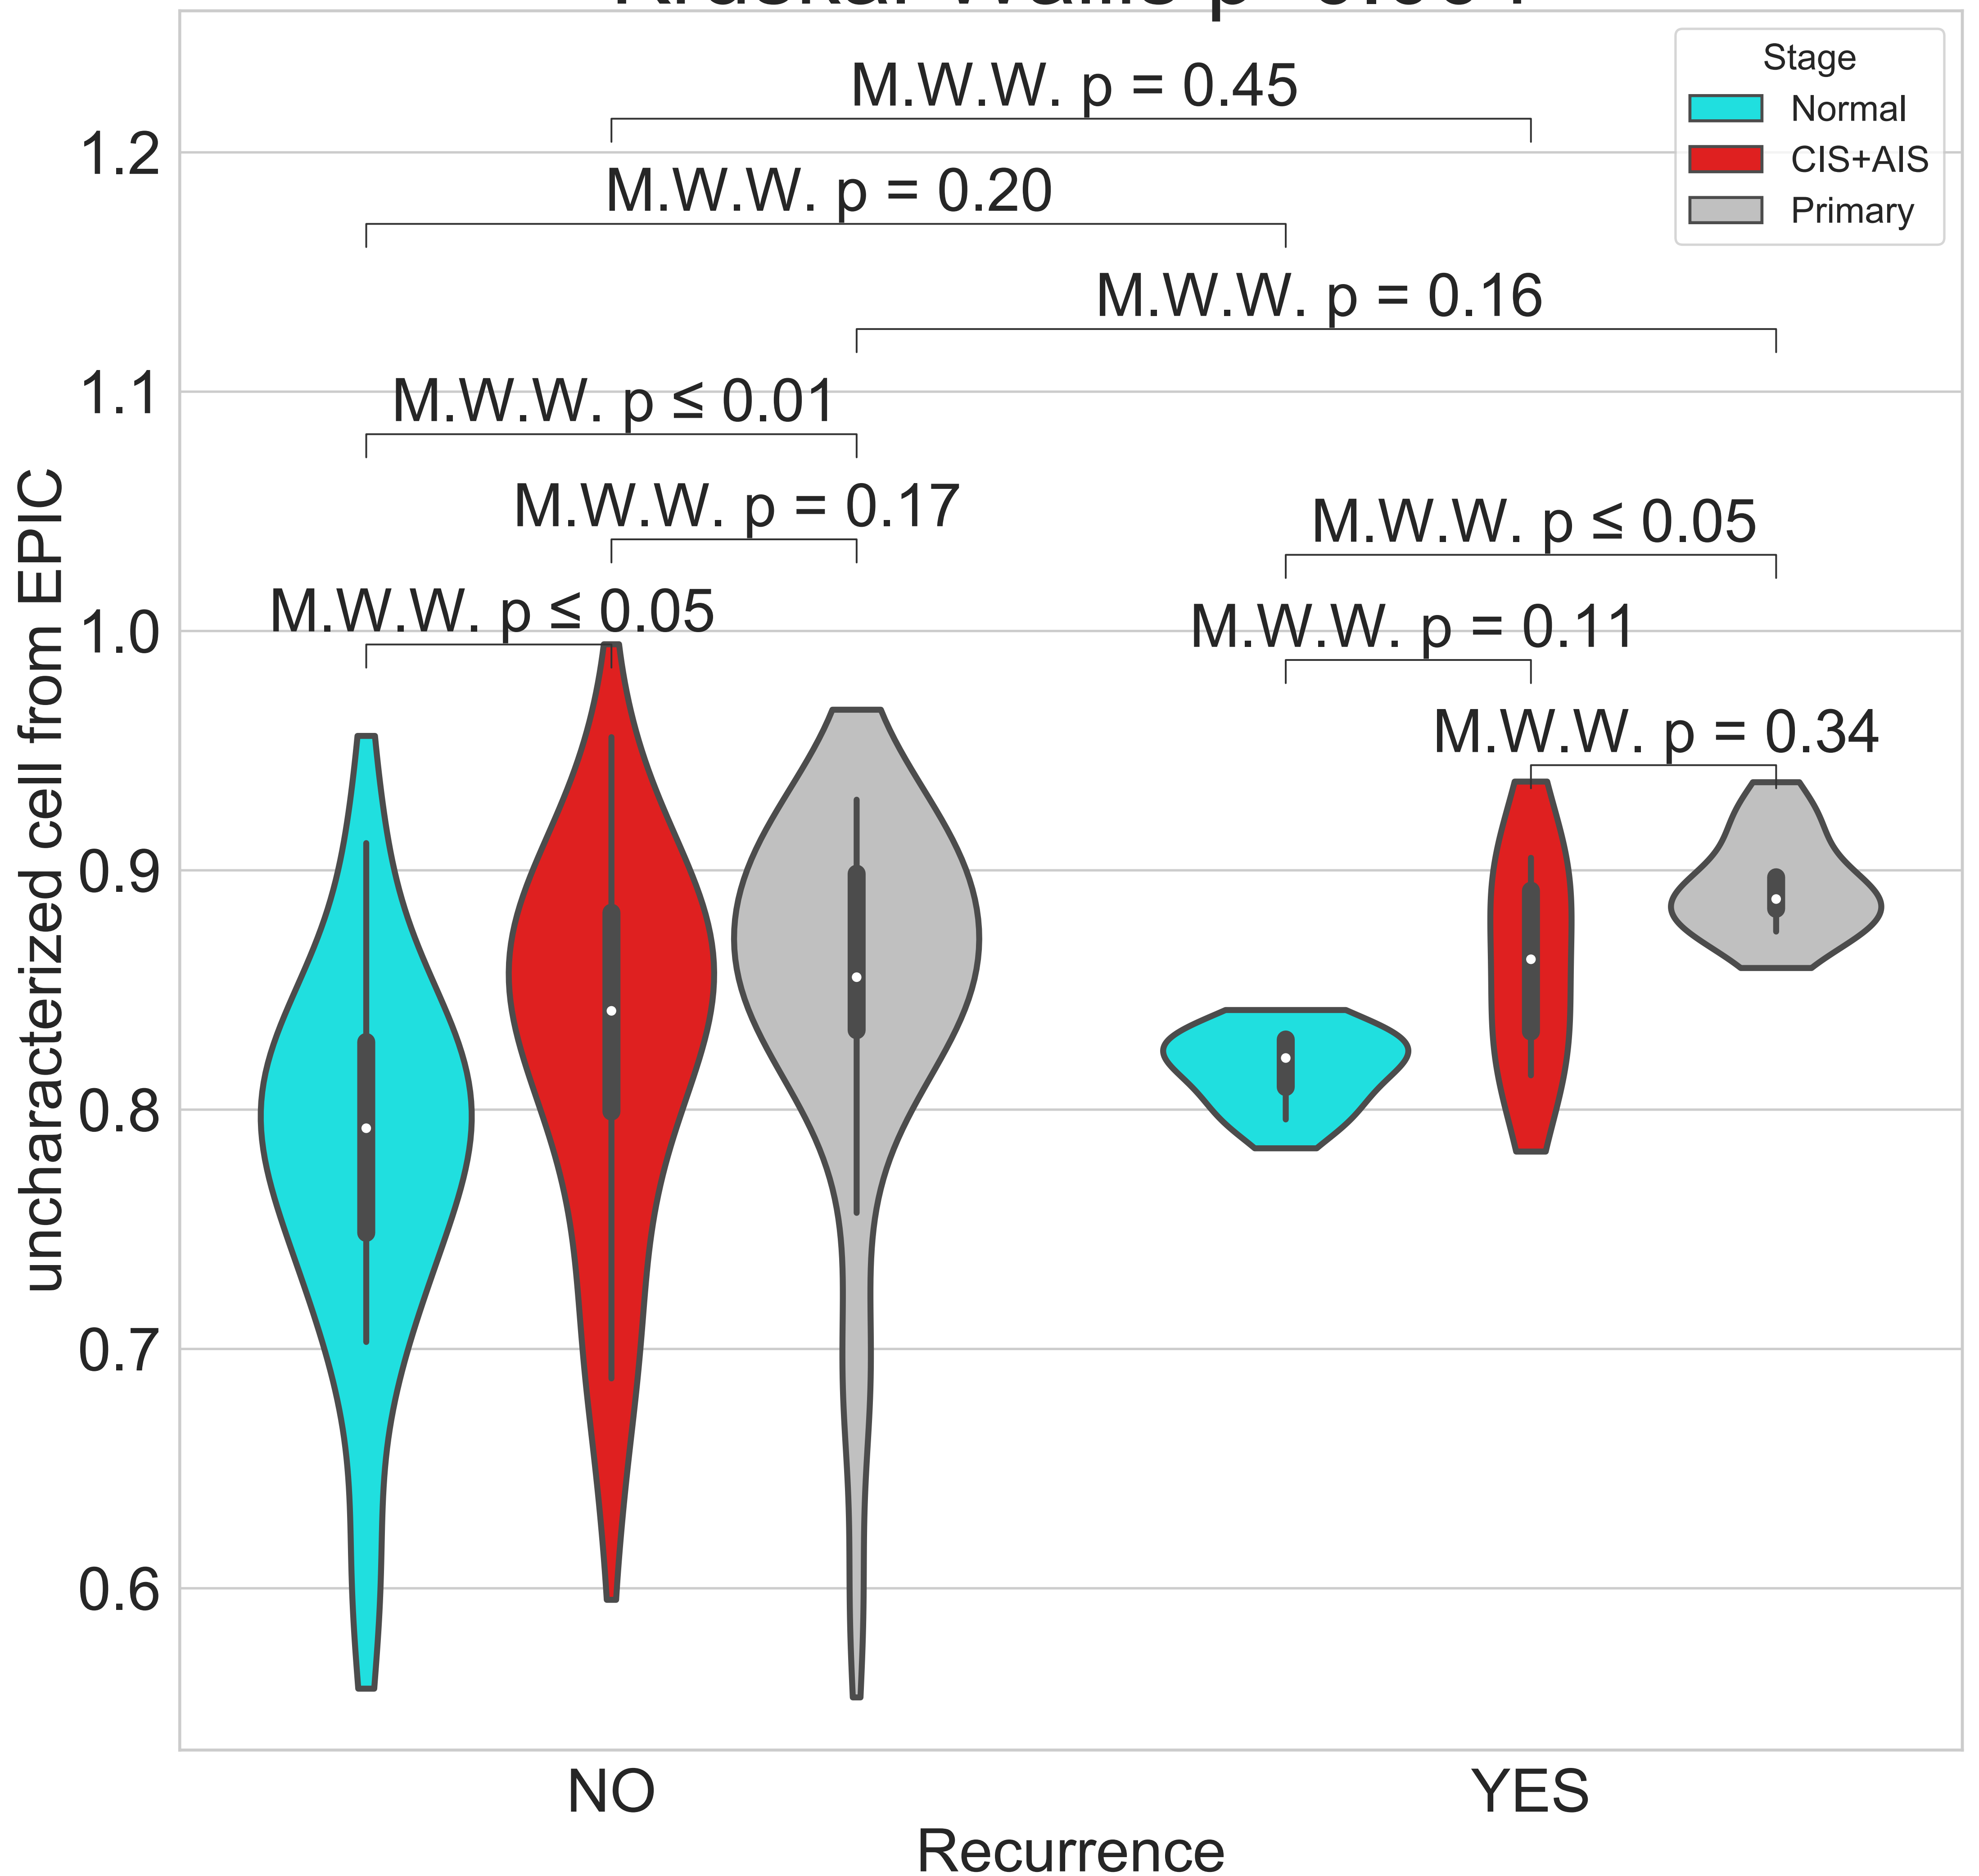 Stage
Normal
CIS+AIS
Primary
M.W.W. p = 0.45
M.W.W. p = 0.20
M.W.W. p = 0.16
M.W.W. p ≤ 0.01
M.W.W. p = 0.17
M.W.W. p ≤ 0.05
M.W.W. p ≤ 0.05
M.W.W. p = 0.11
M.W.W. p = 0.34
1.2
1.1
1.0
0.9
0.8
0.7
0.6
uncharacterized cell from EPIC
NO
YES
Recurrence